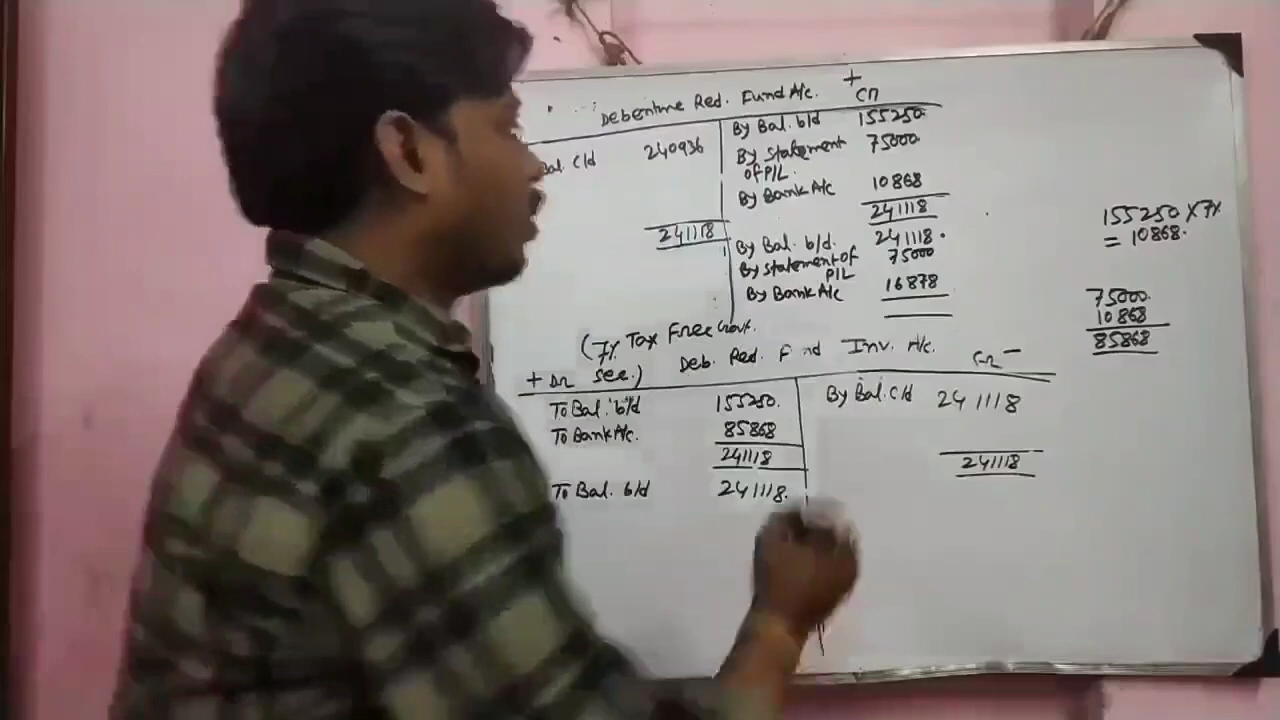 Debenture Red. Fund A/c. + Cr
Bal. C/d 240936
By Bal. b/d 155250
By Statement of P/L. 75000
By Bank A/c 10868
241118 241118
By Bal. b/d. 241118.
By Statement of P/L 75000
By Bank A/c 16878
155250 X 7%
= 10868.
75000.
10868
85868
(7% Tax Free Govt.
Sec.) Deb. Red. Fund Inv. A/c.
+ Dr Cr -
To Bal. b/d 155250.
To Bank A/c. 85868
241118
By Bal. C/d 241118
241118
To Bal. b/d 241118.